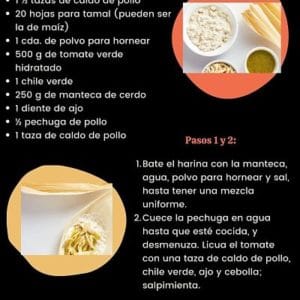 1 ½ tazas de caldo de pollo
20 hojas para tamal (pueden ser
la de maíz)
1 cda. de polvo para hornear
500 g de tomate verde
hidratado
1 chile verde
250 g de manteca de cerdo
1 diente de ajo
½ pechuga de pollo
1 taza de caldo de pollo
Pasos 1 y 2:
1.Bate el harina con la manteca,
agua, polvo para hornear y sal,
hasta tener una mezcla
uniforme.
2.Cuece la pechuga en agua
hasta que esté cocida, y
desmenuza. Licua el tomate
con una taza de caldo de pollo,
chile verde, ajo y cebolla;
salpimienta.